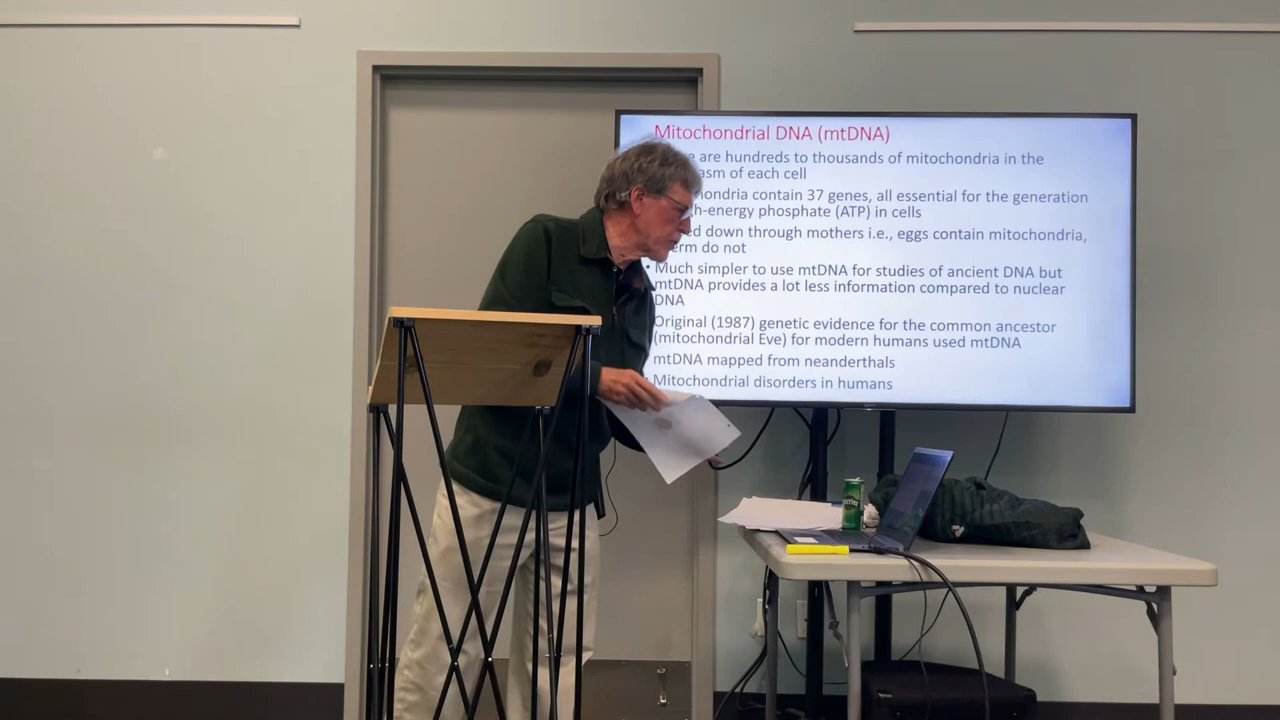 Mitochondrial DNA (mtDNA)
are hundreds to thousands of mitochondria in the
of each cell
contain 37 genes, all essential for the generation
phosphate (ATP) in cells
down through mothers i.e., eggs contain mitochondria,
do not
• Much simpler to use mtDNA for studies of ancient DNA but
mtDNA provides a lot less information compared to nuclear
DNA
Original (1987) genetic evidence for the common ancestor
(mitochondrial Eve) for modern humans used mtDNA
mtDNA mapped from neanderthals
Mitochondrial disorders in humans